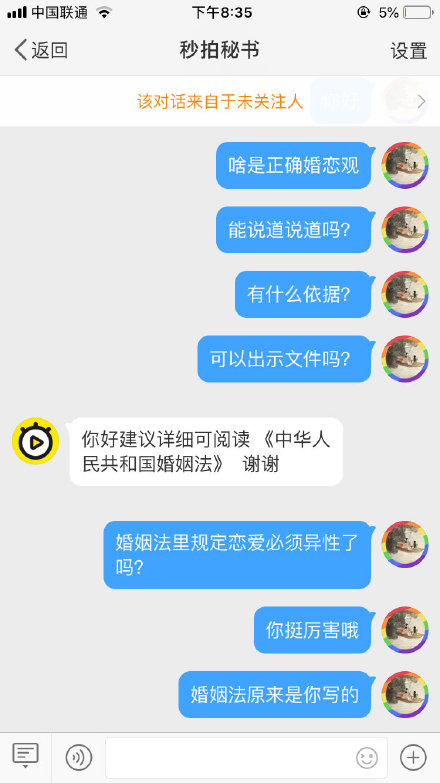 中国联通
下午8:35
5%
返回
秒拍秘书
设置
该对话来自于未关注人
你好
啥是正确婚恋观
能说道说道吗？
有什么依据？
可以出示文件吗？
你好建议详细可阅读 《中华人
民共和国婚姻法》 谢谢
婚姻法里规定恋爱必须异性了
吗？
你挺厉害哦
婚姻法原来是你写的